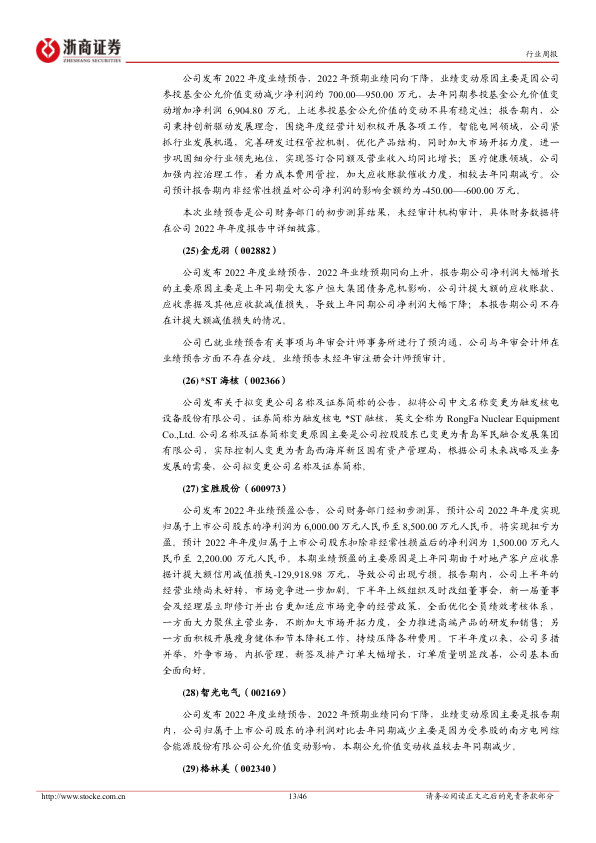 浙商证券
ZHESHANG SECURITIES
行业周报
公司发布 2022 年度业绩预告，2022 年预期业绩同向下降，业绩变动原因主要是因公司
参投基金公允价值变动减少净利润约 700.00—950.00 万元，去年同期参投基金公允价值变
动增加净利润 6,904.80 万元。上述参投基金公允价值的变动不具有稳定性；报告期内，公
司秉持创新驱动发展理念，围绕年度经营计划积极开展各项工作。智能电网领域，公司紧
抓行业发展机遇，完善研发过程管控机制，优化产品结构，同时加大市场开拓力度，进一
步巩固细分行业领先地位，实现签订合同额及营业收入均同比增长；医疗健康领域，公司
加强内控治理工作，着力成本费用管控，加大应收账款催收力度，相较去年同期减亏。公
司预计报告期内非经常性损益对公司净利润的影响金额约为-450.00—-600.00 万元。
本次业绩预告是公司财务部门的初步测算结果，未经审计机构审计，具体财务数据将
在公司 2022 年年度报告中详细披露。
(25) 金龙羽（002882）
公司发布 2022 年度业绩预告，2022 年业绩预期同向上升，报告期公司净利润大幅增长
的主要原因主要是上年同期受大客户恒大集团债务危机影响，公司计提大额的应收账款、
应收票据及其他应收款减值损失，导致上年同期公司净利润大幅下降；本报告期公司不存
在计提大额减值损失的情况。
公司已就业绩预告有关事项与年审会计师事务所进行了预沟通，公司与年审会计师在
业绩预告方面不存在分歧。业绩预告未经年审注册会计师预审计。
(26) *ST 海核（002366）
公司发布关于拟变更公司名称及证券简称的公告，拟将公司中文名称变更为融发核电
设备股份有限公司，证券简称为融发核电 *ST 融核，英文全称为 RongFa Nuclear Equipment
Co.,Ltd. 公司名称及证券简称变更原因主要是公司控股股东已变更为青岛军民融合发展集团
有限公司，实际控制人变更为青岛西海岸新区国有资产管理局，根据公司未来战略及业务
发展的需要，公司拟变更公司名称及证券简称。
(27) 宝胜股份（600973）
公司发布 2022 年业绩预盈公告，公司财务部门经初步测算，预计公司 2022 年年度实现
归属于上市公司股东的净利润为 6,000.00 万元人民币至 8,500.00 万元人民币。将实现扭亏为
盈。预计 2022 年年度归属于上市公司股东扣除非经常性损益后的净利润为 1,500.00 万元人
民币至 2,200.00 万元人民币。本期业绩预盈的主要原因是上年同期由于对地产客户应收票
据计提大额信用减值损失-129,918.98 万元，导致公司出现亏损。报告期内，公司上半年的
经营业绩尚未好转，市场竞争进一步加剧。下半年上级组织及时改组董事会，新一届董事
会及经理层立即修订并出台更加适应市场竞争的经营政策，全面优化全员绩效考核体系，
一方面大力聚焦主营业务，不断加大市场开拓力度，全力推进高端产品的研发和销售；另
一方面积极开展瘦身健体和节本降耗工作，持续压降各种费用。下半年度以来，公司多措
并举，外争市场，内抓管理，新签及排产订单大幅增长，订单质量明显改善，公司基本面
全面向好。
(28) 智光电气（002169）
公司发布 2022 年度业绩预告，2022 年预期业绩同向下降，业绩变动原因主要是报告期
内，公司归属于上市公司股东的净利润对比去年同期减少主要是因为受参股的南方电网综
合能源股份有限公司公允价值变动影响，本期公允价值变动收益较去年同期减少。
(29) 格林美（002340）
http://www.stocke.com.cn
13/46
请务必阅读正文之后的免责条款部分